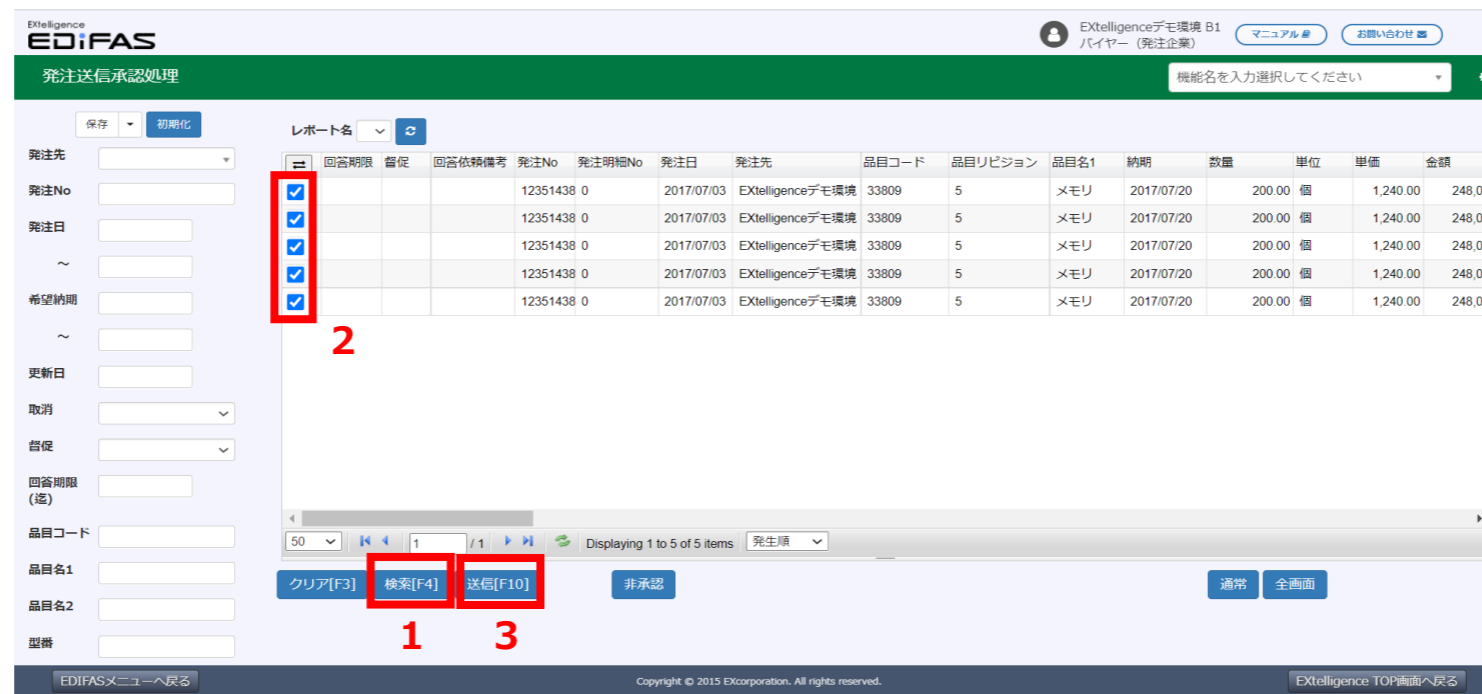 EXtelligence
EDiFAS
EXtelligenceデモ環境 B1
バイヤー（発注企業）
マニュアル
お問い合わせ
発注送信承認処理
機能名を入力選択してください
保存
初期化
レポート名
発注先
発注No
発注日
～
希望納期
～
更新日
取消
督促
回答期限
(迄)
品目コード
品目名1
品目名2
型番
回答期限 督促 回答依頼備考 発注No 発注明細No 発注日 発注先 品目コード 品目リビジョン 品目名1 納期 数量 単位 単価 金額
12351438 0 2017/07/03 EXtelligenceデモ環境 33809 5 メモリ 2017/07/20 200.00 個 1,240.00 248,0
12351438 0 2017/07/03 EXtelligenceデモ環境 33809 5 メモリ 2017/07/20 200.00 個 1,240.00 248,0
12351438 0 2017/07/03 EXtelligenceデモ環境 33809 5 メモリ 2017/07/20 200.00 個 1,240.00 248,0
12351438 0 2017/07/03 EXtelligenceデモ環境 33809 5 メモリ 2017/07/20 200.00 個 1,240.00 248,0
12351438 0 2017/07/03 EXtelligenceデモ環境 33809 5 メモリ 2017/07/20 200.00 個 1,240.00 248,0
2
50 1 / 1 Displaying 1 to 5 of 5 items 発生順
クリア[F3] 検索[F4] 送信[F10] 非承認 通常 全画面
1 3
EDIFASメニューへ戻る
Copyright © 2015 EXcorporation. All rights reserved.
EXtelligence TOP画面へ戻る